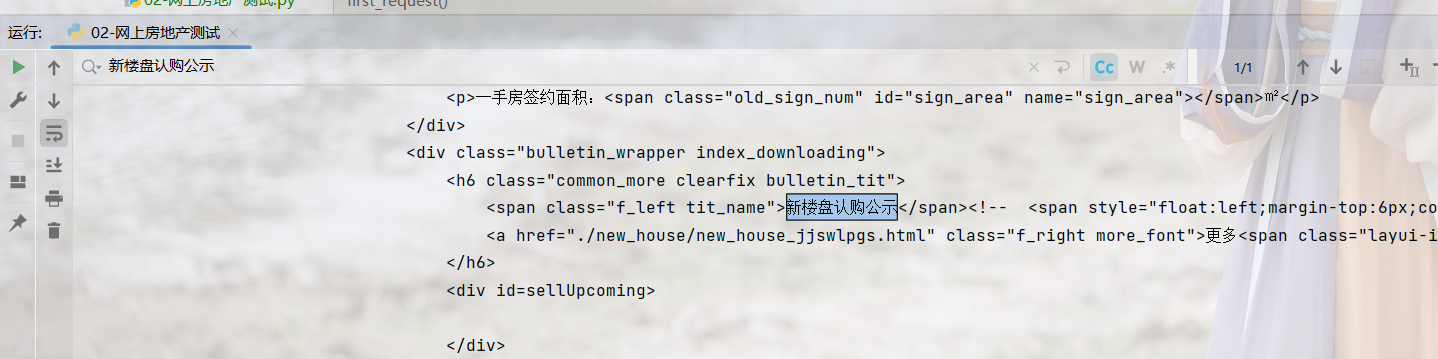 02-网上房地产测试.py
first_request()
运行:
02-网上房地产测试
新楼盘认购公示
Cc
W
.*
1/1
<p>一手房签约面积：<span class="old_sign_num" id="sign_area" name="sign_area"></span>㎡</p>
</div>
<div class="bulletin_wrapper index_downloading">
<h6 class="common_more clearfix bulletin_tit">
<span class="f_left tit_name">新楼盘认购公示</span><!--  <span style="float:left;margin-top:6px;co
<a href="./new_house/new_house_jjswlpgs.html" class="f_right more_font">更多<span class="layui-i
</h6>
<div id=sellUpcoming>
</div>